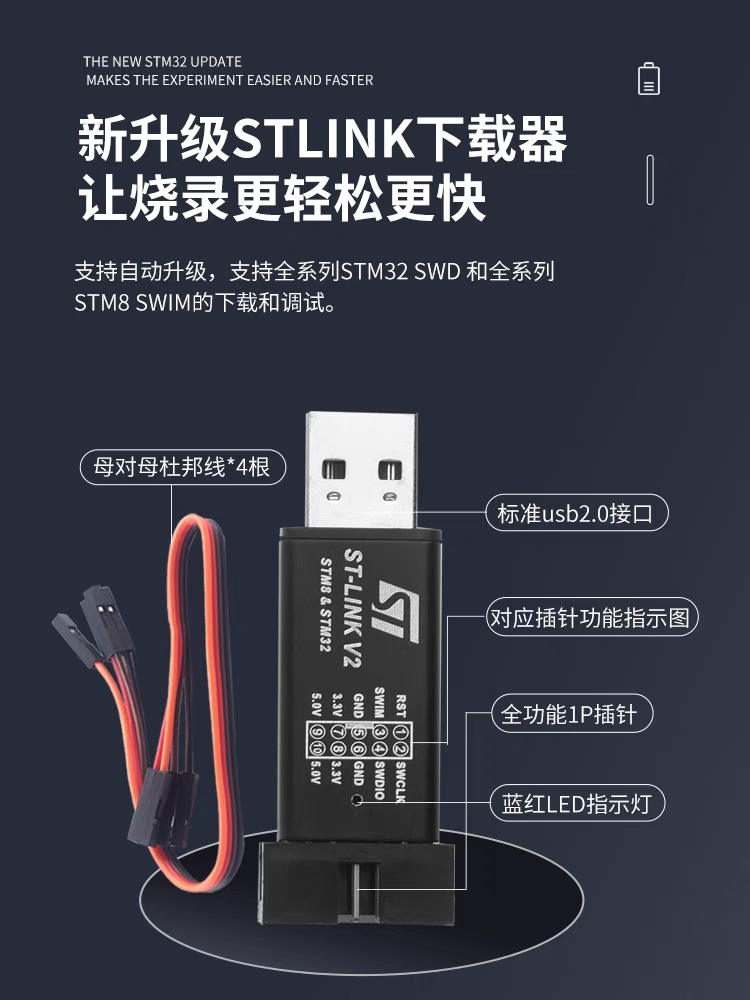 THE NEW STM32 UPDATE
MAKES THE EXPERIMENT EASIER AND FASTER
新升级STLINK下载器
让烧录更轻松更快
支持自动升级，支持全系列STM32 SWD 和全系列
STM8 SWIM的下载和调试。
母对母杜邦线*4根
标准usb2.0接口
ST
ST-LINK V2
STM8 & STM32
对应插针功能指示图
RST ① ② SWCLK
SWIM ③ ④ SWDIO
GND ⑤ ⑥ GND
3.3V ⑦ ⑧ 3.3V
5.0V ⑨ ⑩ 5.0V
全功能1P插针
蓝红LED指示灯